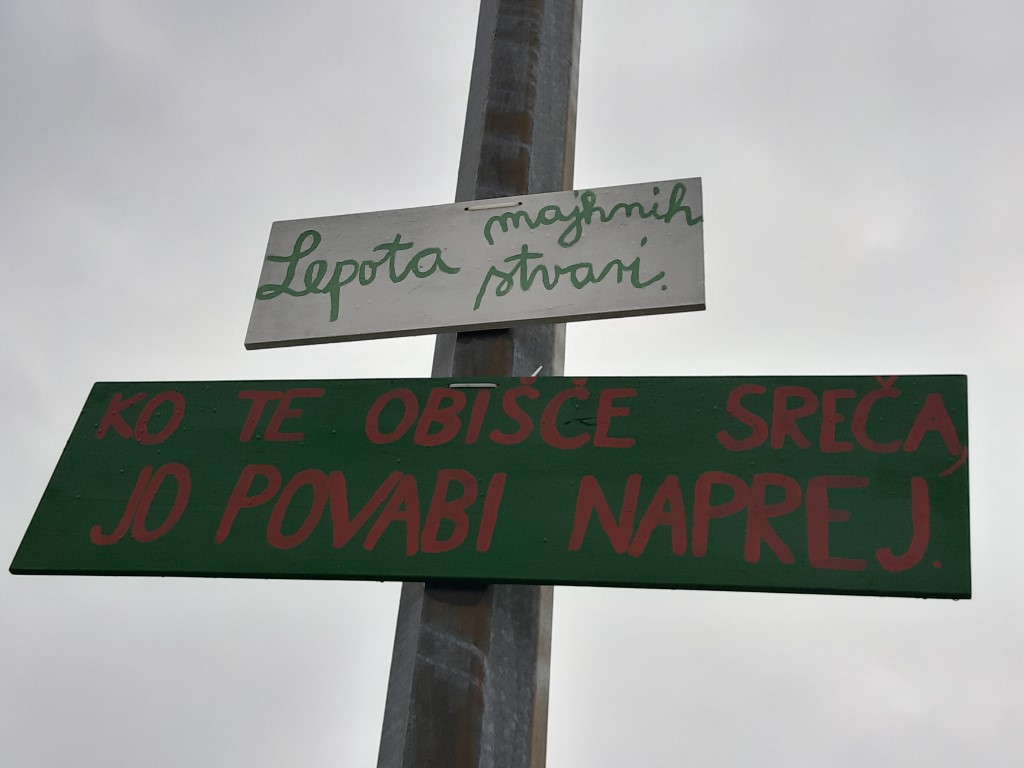 Lepota majhnih
stvari.
KO TE OBIŠČE SREČA,
JO POVABI NAPREJ.